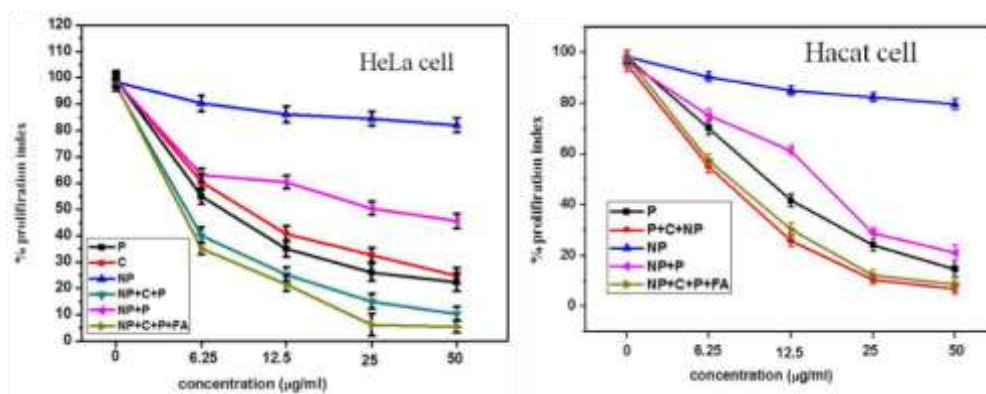 HeLa cell
% prolifiration index
120
110
100
90
80
70
60
50
40
30
20
10
0
P
C
NP
NP+C+P
NP+P
NP+C+P+FA
0 6.25 12.5 25 50
concentration (µg/ml)
Hacat cell
% prolifiration index
100
80
60
40
20
0
P
P+C+NP
NP
NP+P
NP+C+P+FA
0 6.25 12.5 25 50
concentration (µg/ml)